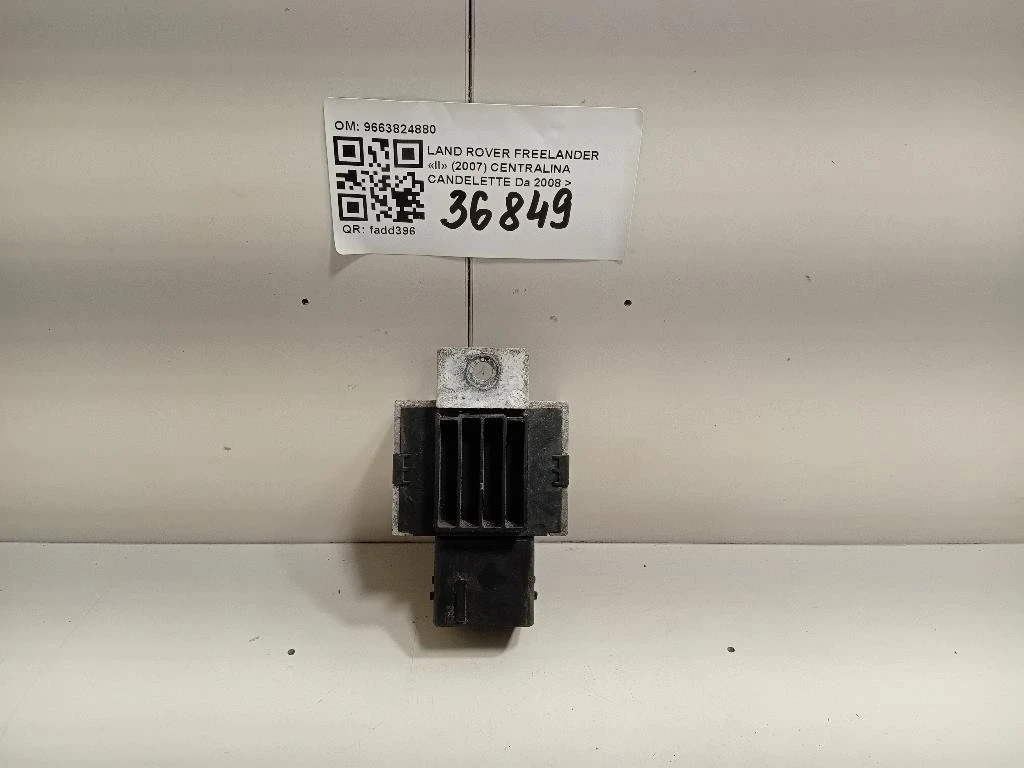 OM: 9663824880
LAND ROVER FREELANDER
«II» (2007) CENTRALINA
CANDELETTE Da 2008 >
36849
QR: fadd396